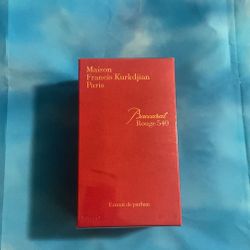 Maison
Francis Kurkdjian
Paris
Baccarat
Rouge 540
Extrait de parfum